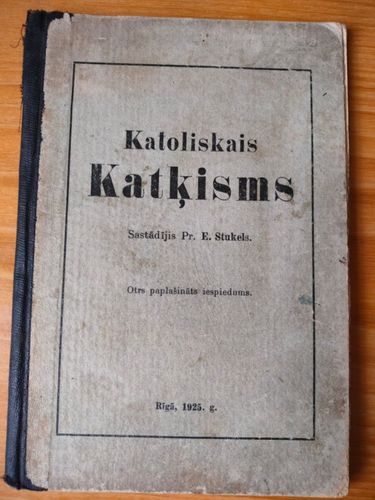 Katoliskais
Katķisms
Sastādījis Pr. E. Stukels.
Otrs paplašināts iespiedums.
Rīgā, 1925. g.